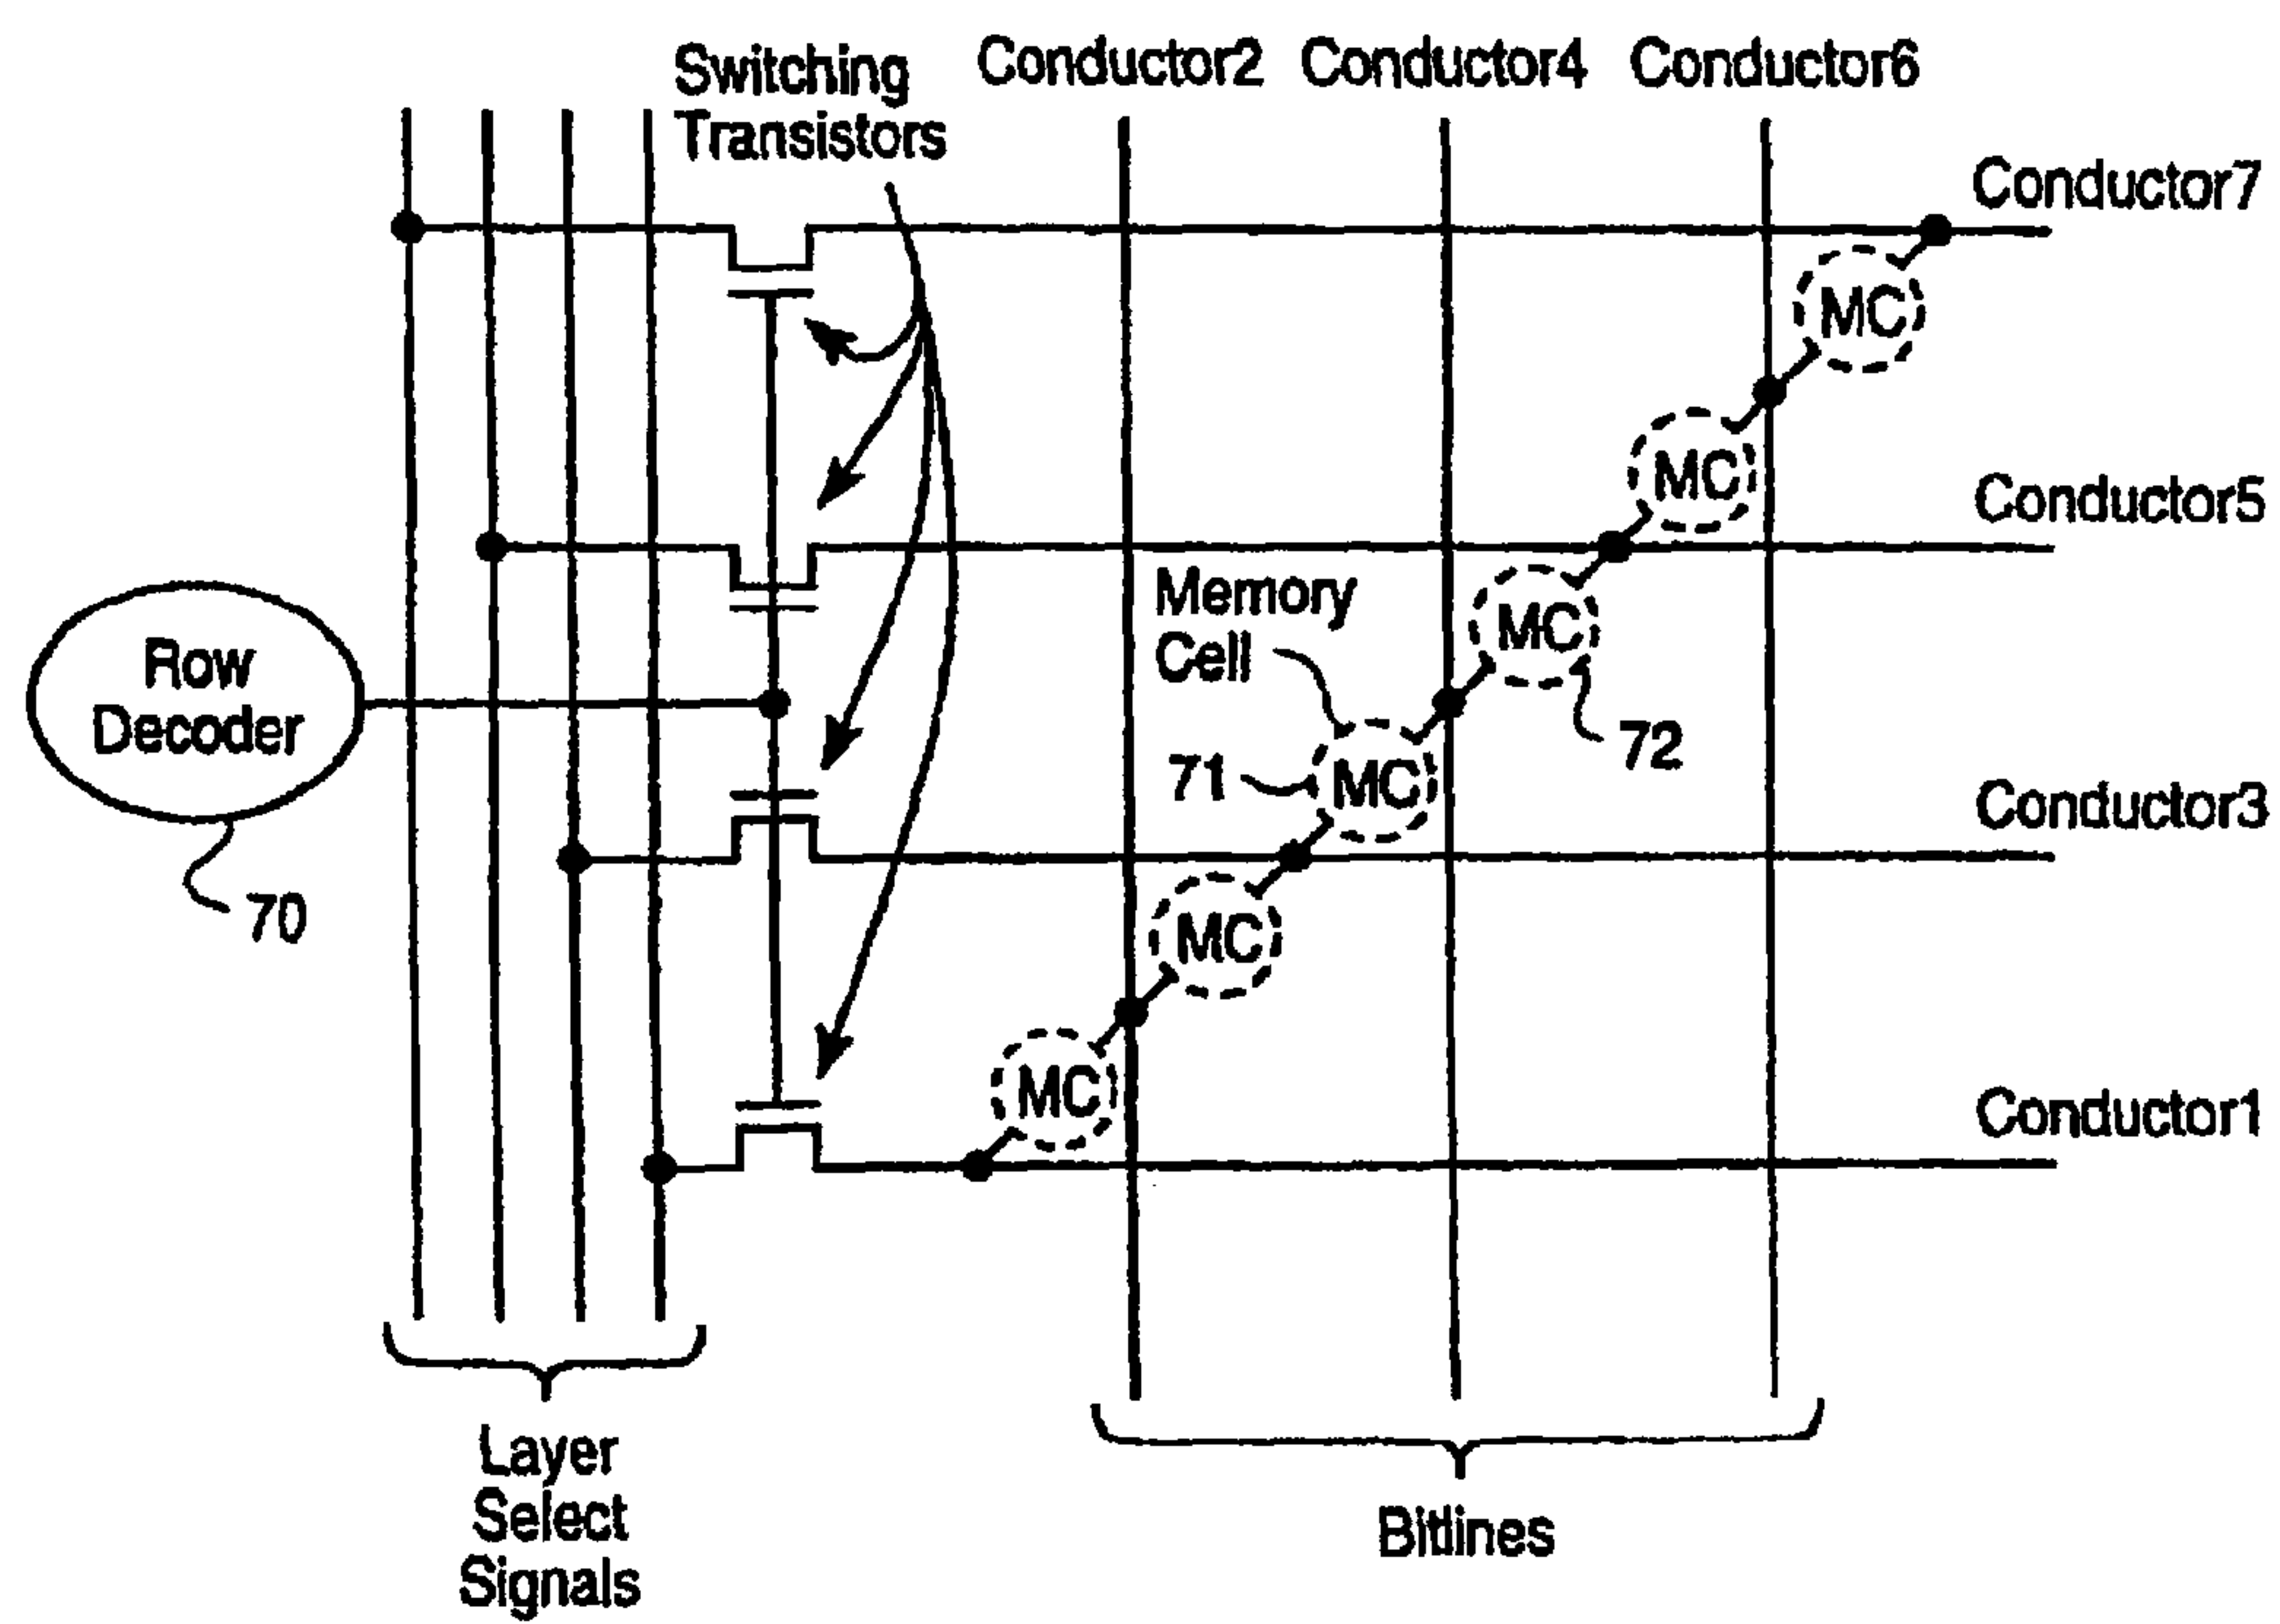 Switching
Transistors
Conductor2
Conductor4
Conductor6
Conductor7
MC
MC
Conductor5
Memory
Cell
MC
Row
Decoder
72
71
MC
Conductor3
70
MC
MC
Conductor1
Layer
Select
Signals
Bitlines